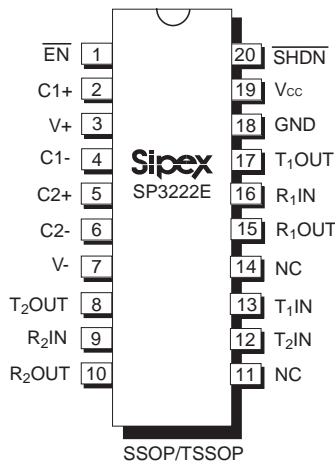 EN 1 20 SHDN
C1+ 2 19 Vcc
V+ 3 18 GND
C1- 4 Sipex 17 T1OUT
C2+ 5 SP3222E 16 R1IN
C2- 6 15 R1OUT
V- 7 14 NC
T2OUT 8 13 T1IN
R2IN 9 12 T2IN
R2OUT 10 11 NC
SSOP/TSSOP